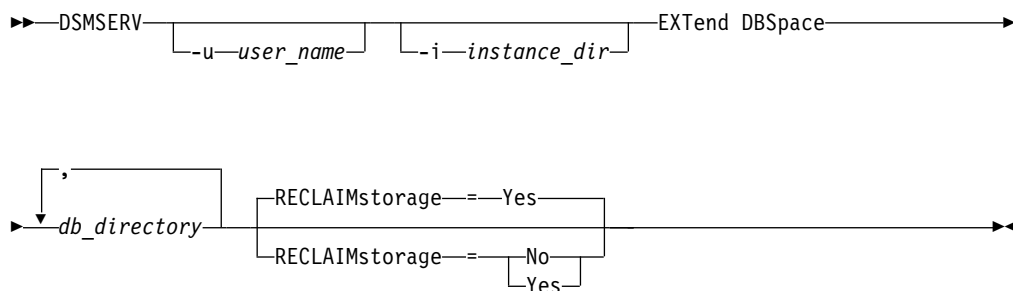 DSMSERV EXTend DBSpace
-u user_name -i instance_dir
,
RECLAIMstorage = Yes
db_directory
RECLAIMstorage = No
Yes